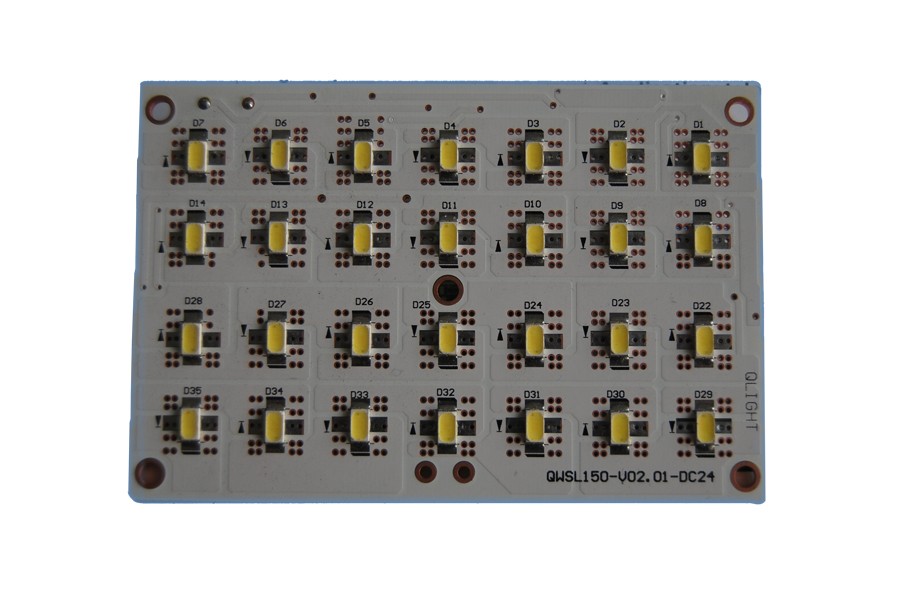 D7 D6 D5 D4 D3 D2 D1
D14 D13 D12 D11 D10 D9 D8
D28 D27 D26 D25 D24 D23 D22
D35 D34 D33 D32 D31 D30 D29
QLIGHT
QWSL150-V02.01-DC24